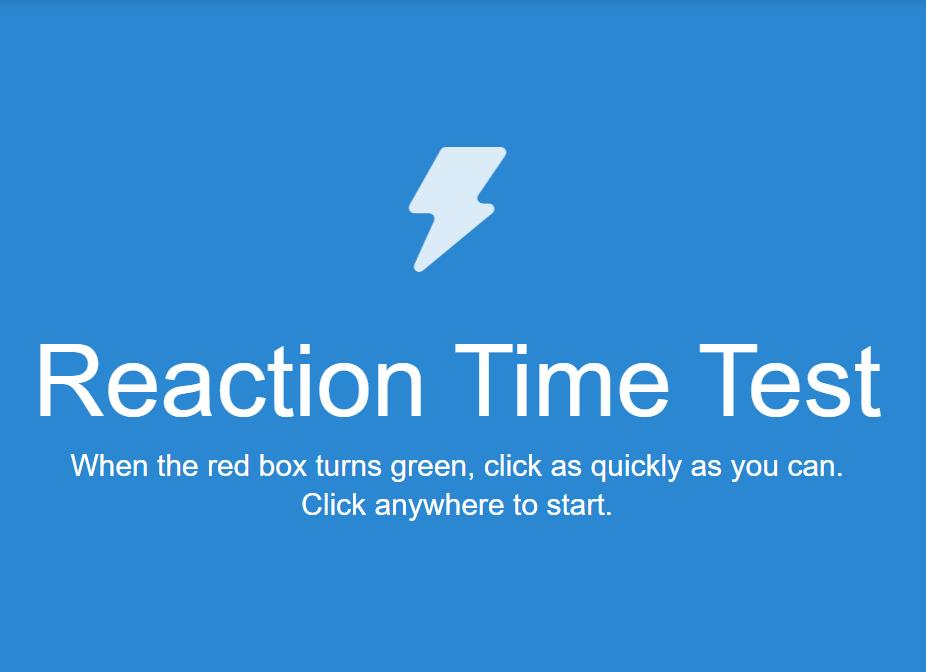 Reaction Time Test
When the red box turns green, click as quickly as you can.
Click anywhere to start.